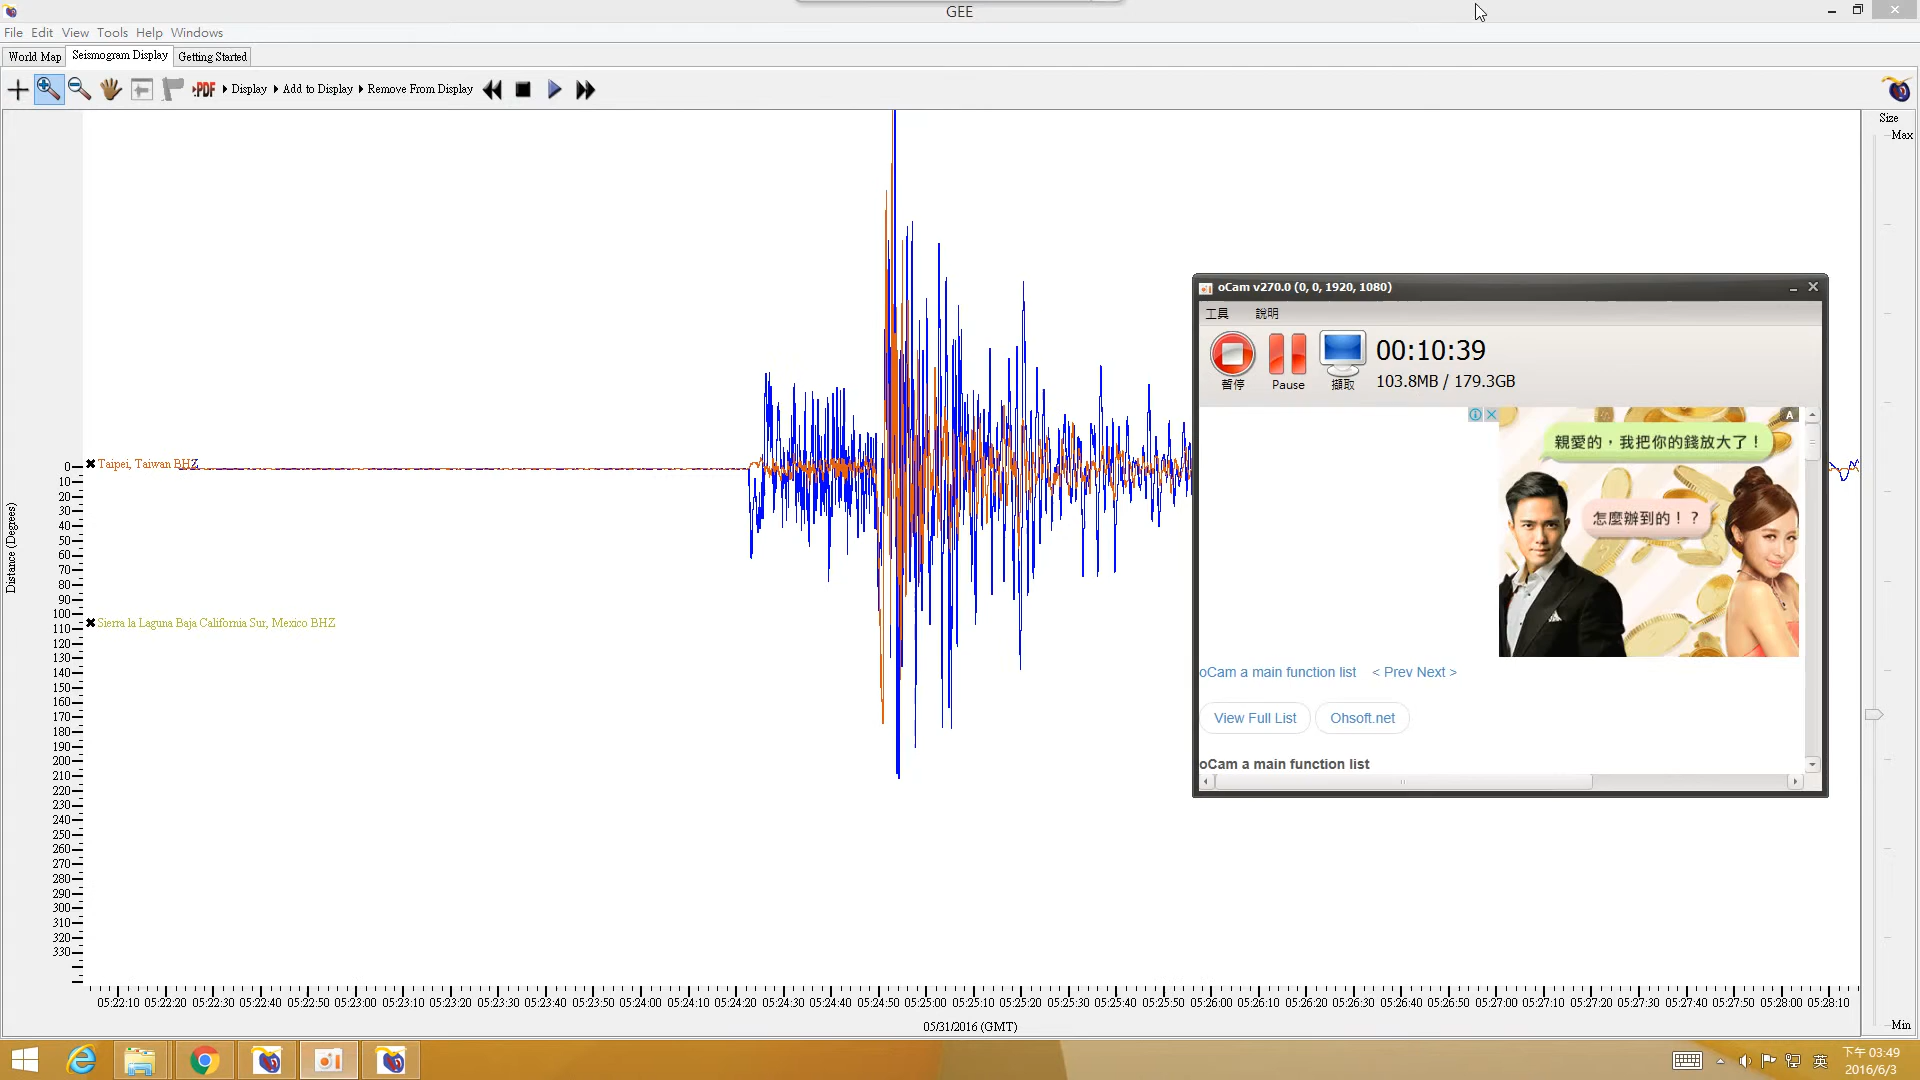 GEE
File Edit View Tools Help Windows
World Map Seismogram Display Getting Started
PDF Display Add to Display Remove From Display
Size
Max
oCam v270.0 (0, 0, 1920, 1080)
工具 說明
00:10:39
103.8MB / 179.3GB
暫停 Pause 擷取
親愛的，我把你的錢放大了！
怎麼辦到的！？
oCam a main function list < Prev Next >
View Full List Ohsoft.net
oCam a main function list
Taipei, Taiwan BHZ
Sierra la Laguna Baja California Sur, Mexico BHZ
Distance (Degrees)
0
10
20
30
40
50
60
70
80
90
100
110
120
130
140
150
160
170
180
190
200
210
220
230
240
250
260
270
280
290
300
310
320
330
05:22:10 05:22:20 05:22:30 05:22:40 05:22:50 05:23:00 05:23:10 05:23:20 05:23:30 05:23:40 05:23:50 05:24:00 05:24:10 05:24:20 05:24:30 05:24:40 05:24:50 05:25:00 05:25:10 05:25:20 05:25:30 05:25:40 05:25:50 05:26:00 05:26:10 05:26:20 05:26:30 05:26:40 05:26:50 05:27:00 05:27:10 05:27:20 05:27:30 05:27:40 05:27:50 05:28:00 05:28:10
05/31/2016 (GMT)
Min
英
下午 03:49
2016/6/3